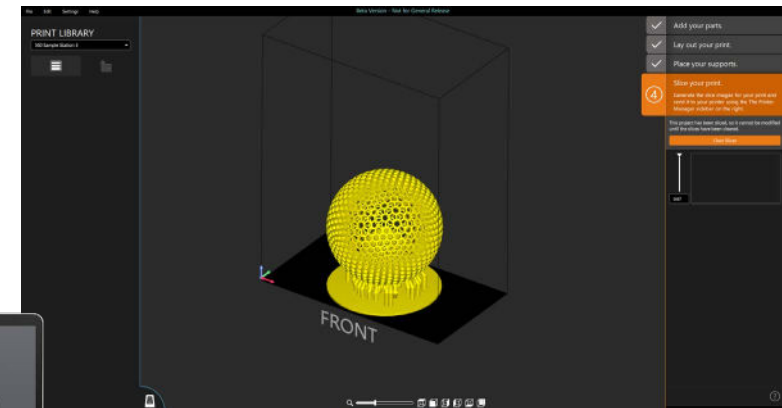 File Edit Settings Help
Beta Version - Not for General Release
PRINT LIBRARY
Add your parts.
Lay out your print.
Place your supports.
4
Slice your print.
Generate the slice images for your print and
send it to your printer using the The Printer
Manager sidebar on the right.
This project has been sliced, so it cannot be modified
until the slices have been cleared.
Clear Slices
FRONT